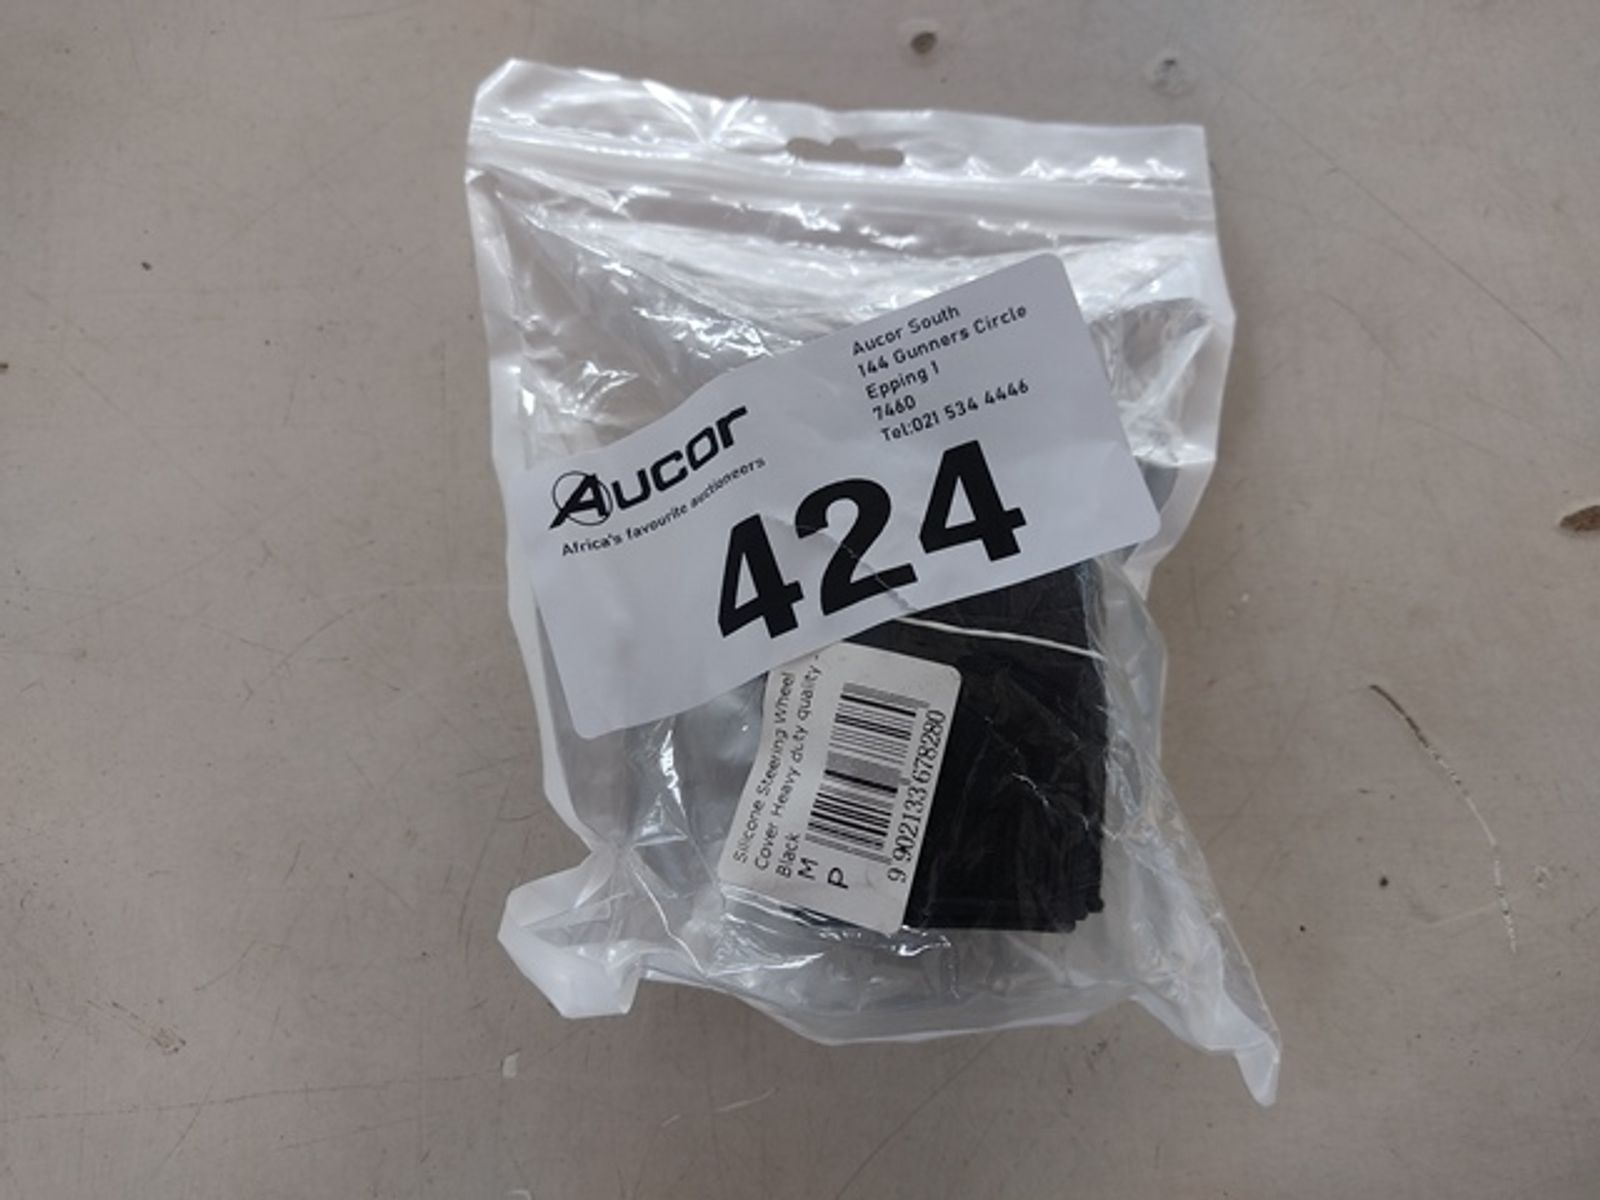 Aucor South
144 Gunners Circle
Epping 1
7460
Tel:021 534 4446
Aucor
Africa's favourite auctioneers
424
Silicone Steering Wheel
Cover Heavy duty quality -
Black
M
P
9 902133 678280